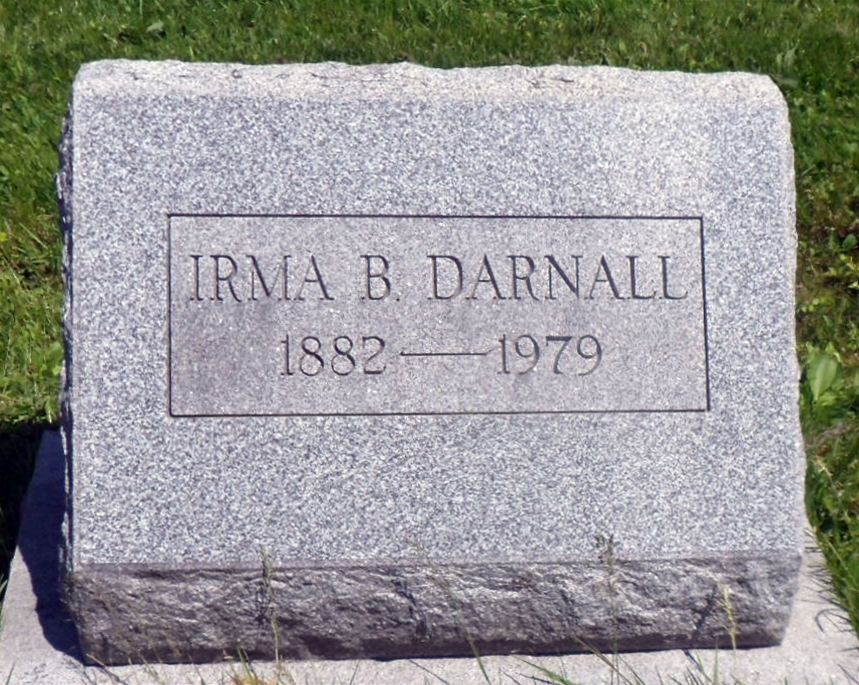 IRMA B. DARNALL
1882 — 1979